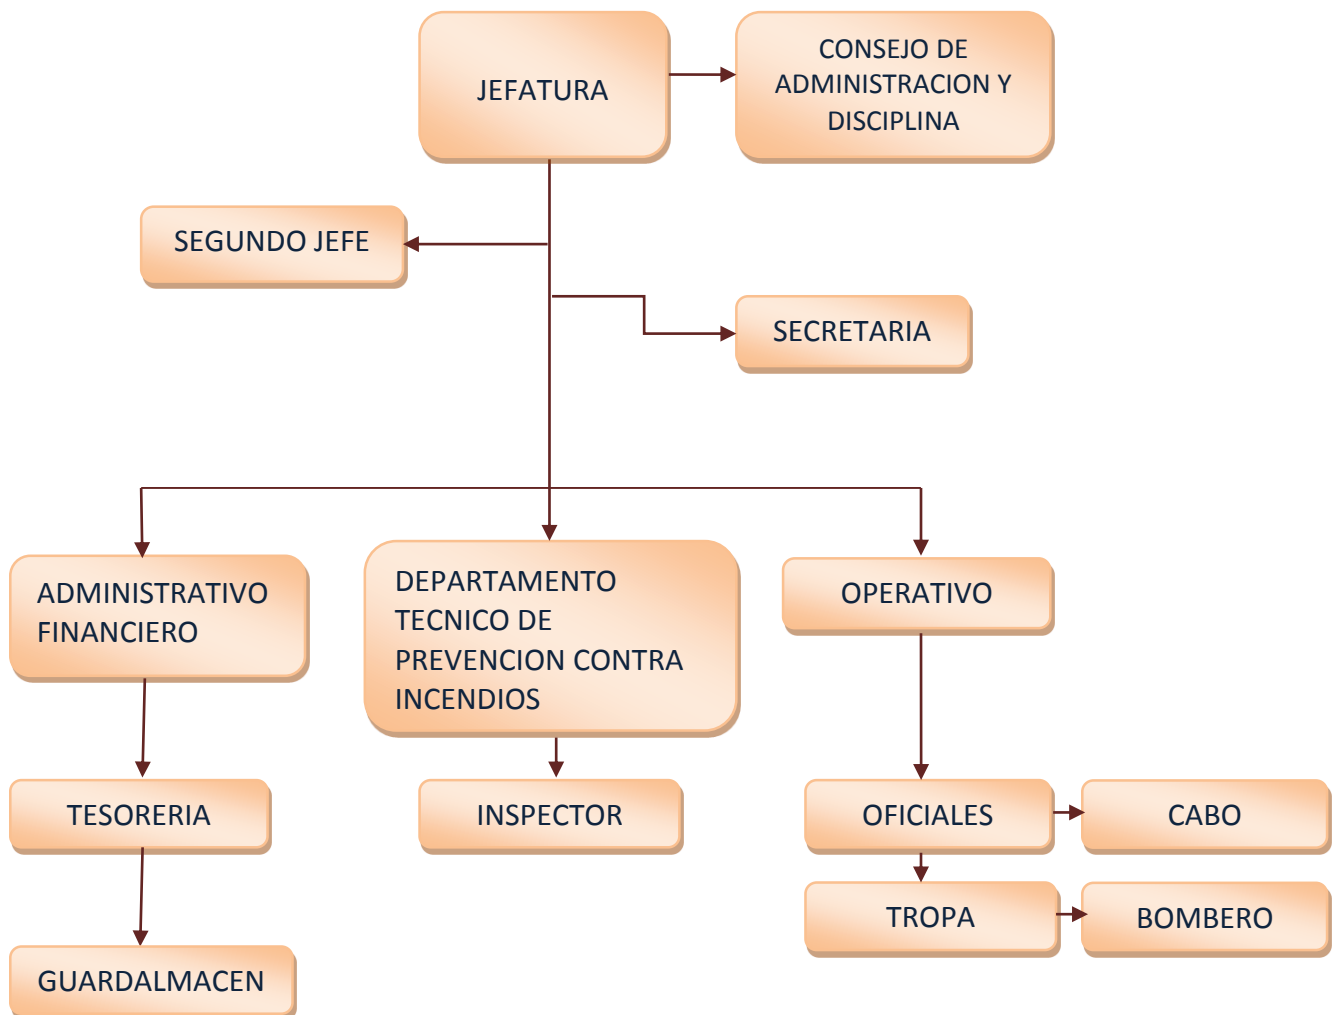 JEFATURA
CONSEJO DE
ADMINISTRACION Y
DISCIPLINA
SEGUNDO JEFE
SECRETARIA
ADMINISTRATIVO
FINANCIERO
DEPARTAMENTO
TECNICO DE
PREVENCION CONTRA
INCENDIOS
OPERATIVO
TESORERIA
INSPECTOR
OFICIALES
CABO
TROPA
BOMBERO
GUARDALMACEN